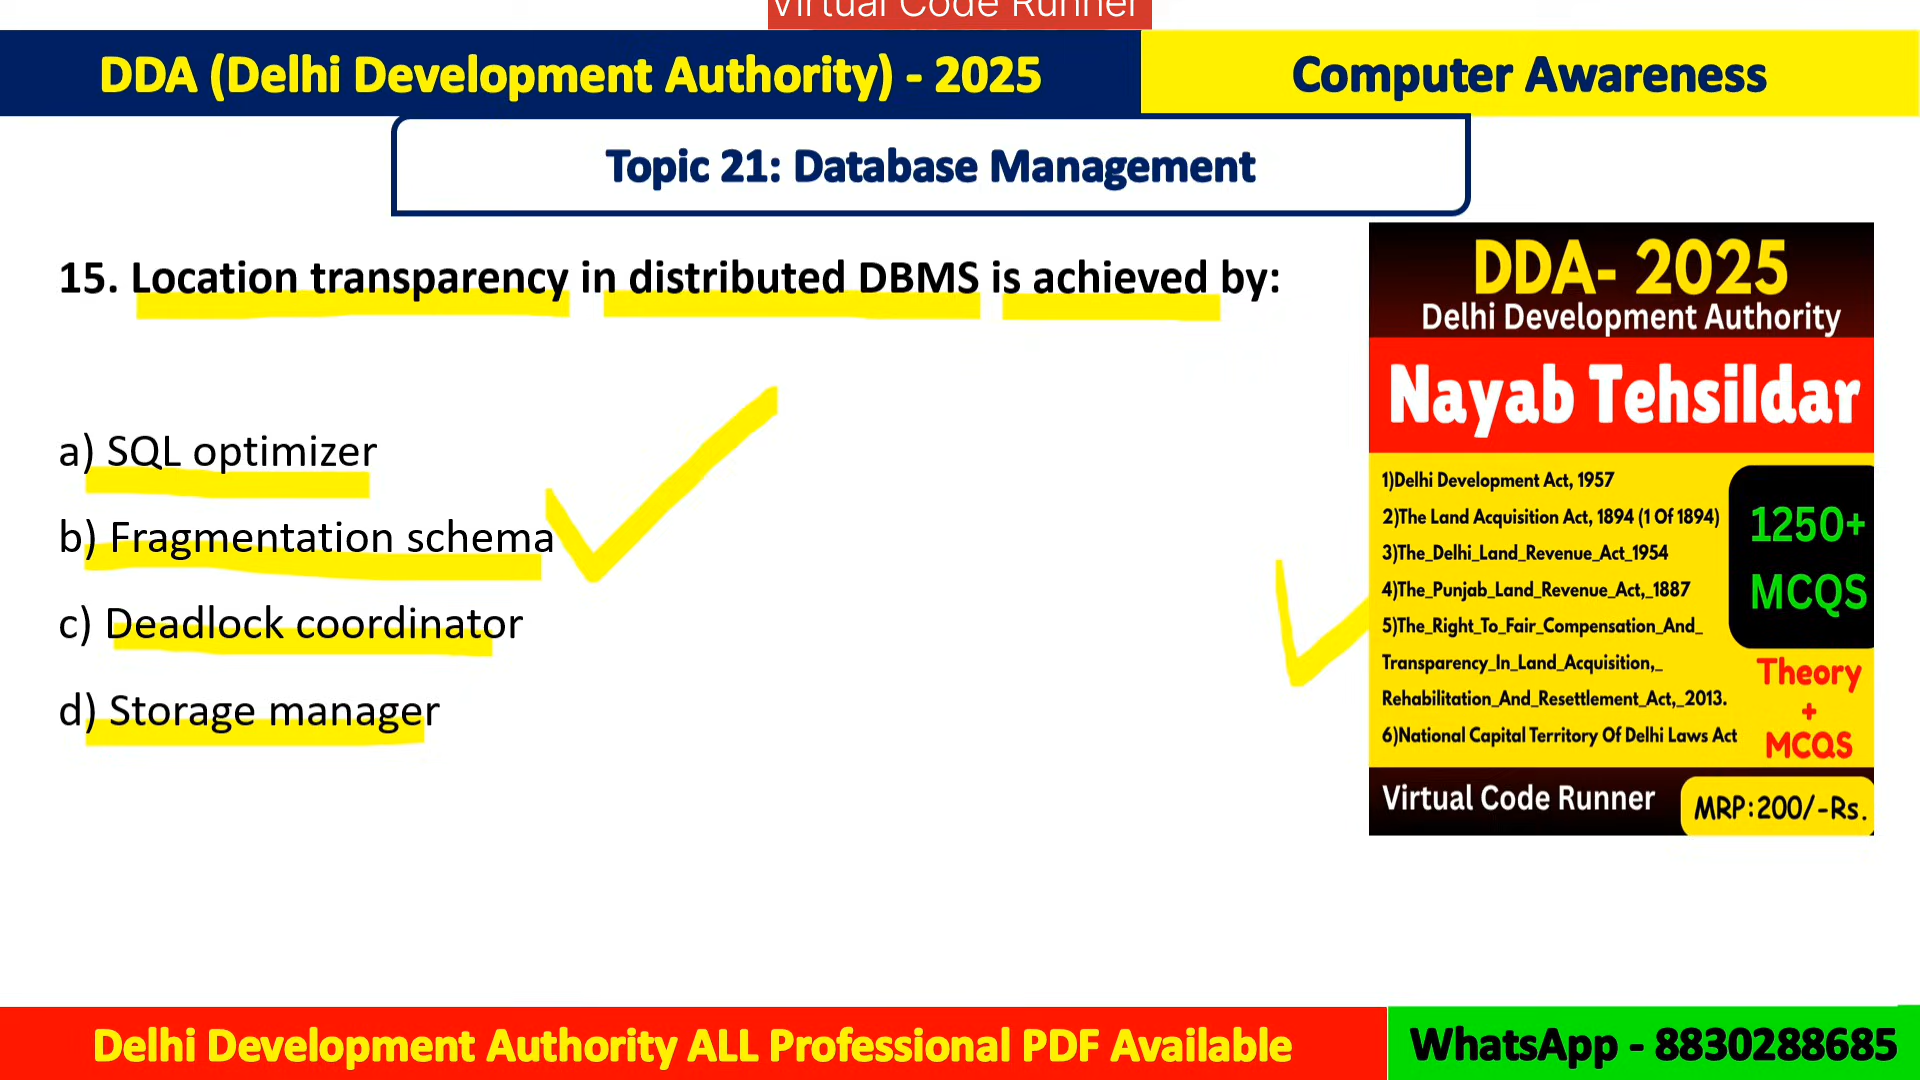 Virtual Code Runner
DDA (Delhi Development Authority) - 2025
Computer Awareness
Topic 21: Database Management
15. Location transparency in distributed DBMS is achieved by:
a) SQL optimizer
b) Fragmentation schema
c) Deadlock coordinator
d) Storage manager
DDA- 2025
Delhi Development Authority
Nayab Tehsildar
1)Delhi Development Act, 1957
2)The Land Acquisition Act, 1894 (1 Of 1894)
3)The_Delhi_Land_Revenue_Act_1954
4)The_Punjab_Land_Revenue_Act,_1887
5)The_Right_To_Fair_Compensation_And_
Transparency_In_Land_Acquisition,_
Rehabilitation_And_Resettlement_Act,_2013.
6)National Capital Territory Of Delhi Laws Act
1250+
MCQS
Theory
+
MCQS
Virtual Code Runner
MRP:200/-Rs.
Delhi Development Authority ALL Professional PDF Available
WhatsApp - 8830288685